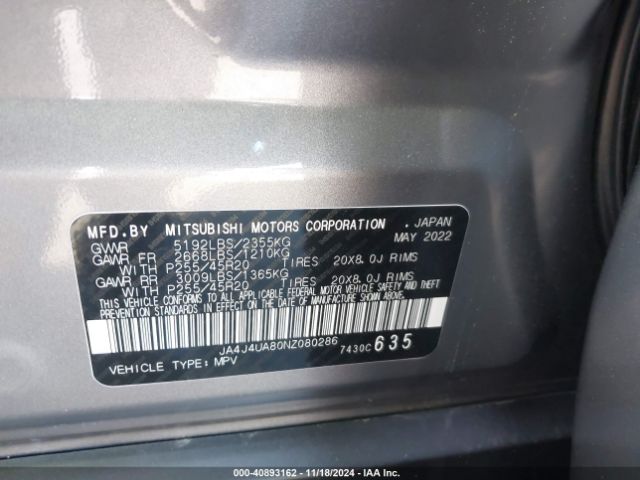 MFD.BY MITSUBISHI MOTORS CORPORATION . JAPAN
GVWR 5192LBS/2355KG MAY 2022
GAWR FR 2668LBS/1210KG
WITH P255/45R20 TIRES 20X8.0J RIMS
GAWR RR 3009LBS/1365KG
WITH P255/45R20 TIRES 20X8.0J RIMS
THIS VEHICLE CONFORMS TO ALL APPLICABLE FEDERAL MOTOR VEHICLE SAFETY, BUMPER, AND THEFT
PREVENTION STANDARDS IN EFFECT ON THE DATE OF MANUFACTURE SHOWN ABOVE.
JA4J4UA80NZ080286 7430C 635
VEHICLE TYPE: MPV
000-40893162 - 11/18/2024 - IAA Inc.